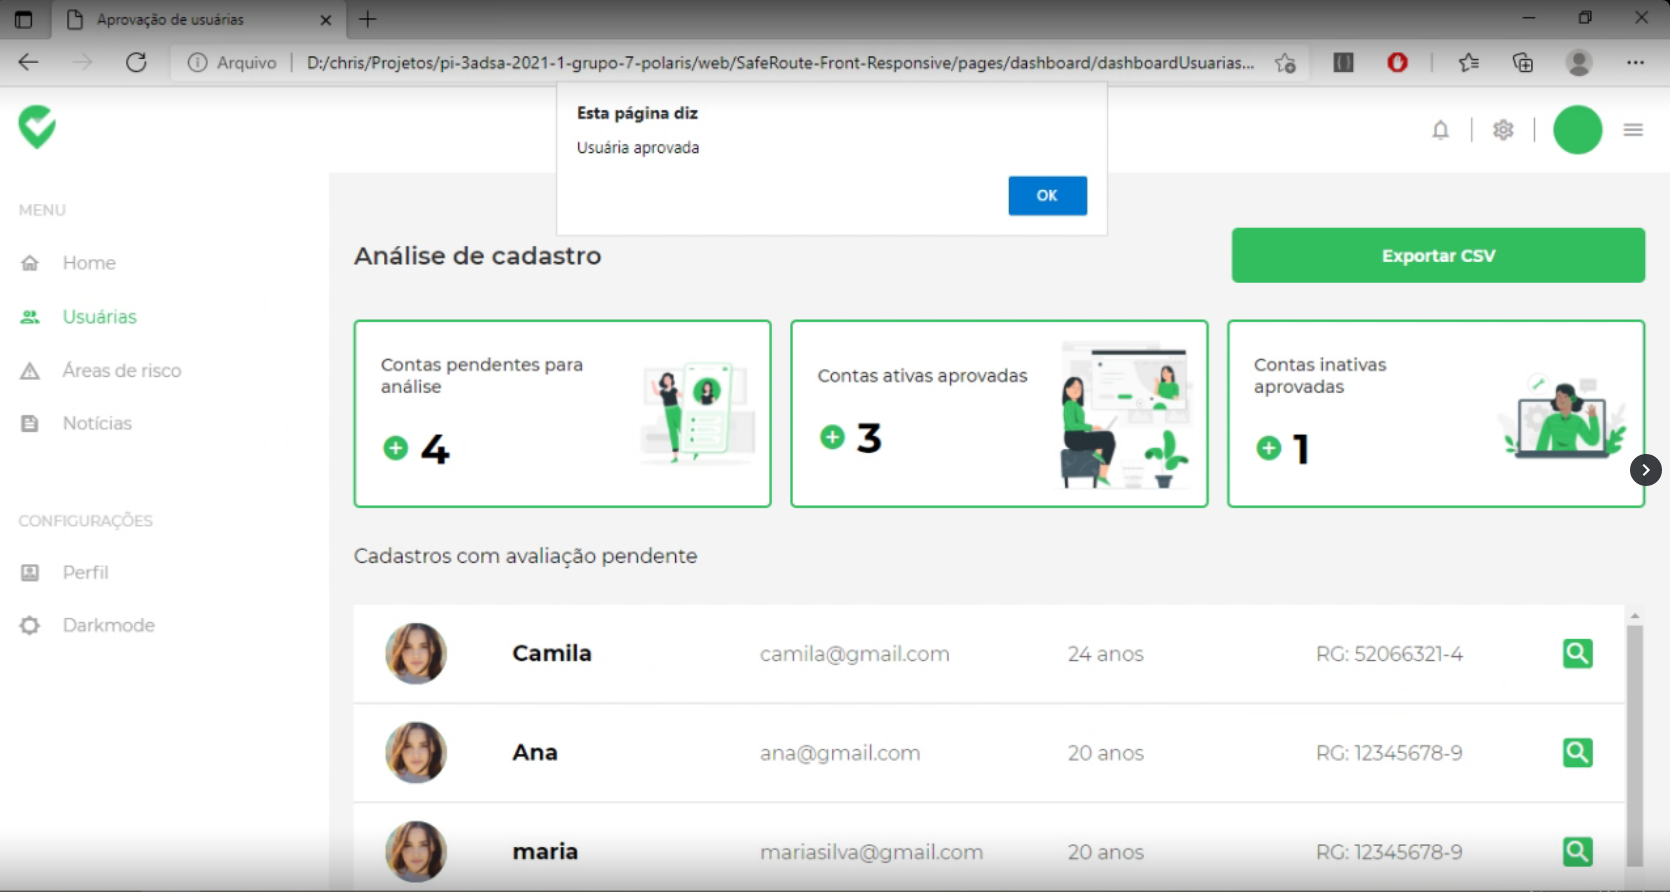 Aprovação de usuárias
Arquivo
D:/chris/Projetos/pi-3adsa-2021-1-grupo-7-polaris/web/SafeRoute-Front-Responsive/pages/dashboard/dashboardUsuarias...
Esta página diz
Usuária aprovada
OK
MENU
Home
Usuárias
Áreas de risco
Notícias
CONFIGURAÇÕES
Perfil
Darkmode
Análise de cadastro
Exportar CSV
Contas pendentes para
análise
4
Contas ativas aprovadas
3
Contas inativas
aprovadas
1
Cadastros com avaliação pendente
Camila camila@gmail.com 24 anos RG: 52066321-4
Ana ana@gmail.com 20 anos RG: 12345678-9
maria mariasilva@gmail.com 20 anos RG: 12345678-9